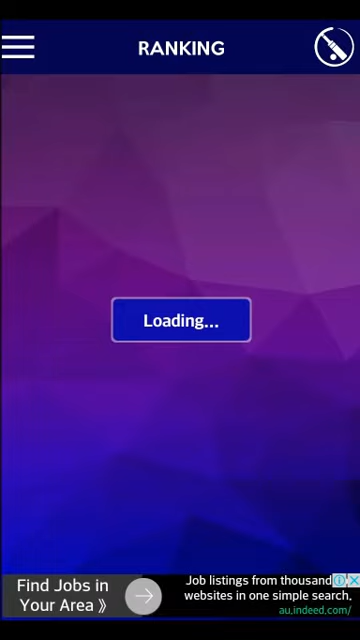 RANKING
Loading...
Find Jobs in
Your Area 》
Job listings from thousand
websites in one simple search.
au.indeed.com/